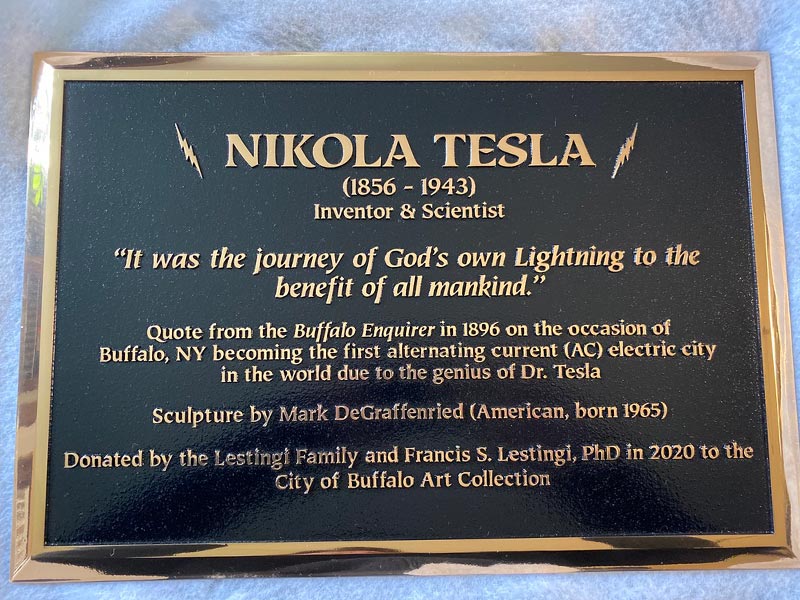 NIKOLA TESLA
(1856 - 1943)
Inventor & Scientist
“It was the journey of God’s own Lightning to the
benefit of all mankind.”
Quote from the Buffalo Enquirer in 1896 on the occasion of
Buffalo, NY becoming the first alternating current (AC) electric city
in the world due to the genius of Dr. Tesla
Sculpture by Mark DeGraffenried (American, born 1965)
Donated by the Lestingi Family and Francis S. Lestingi, PhD in 2020 to the
City of Buffalo Art Collection